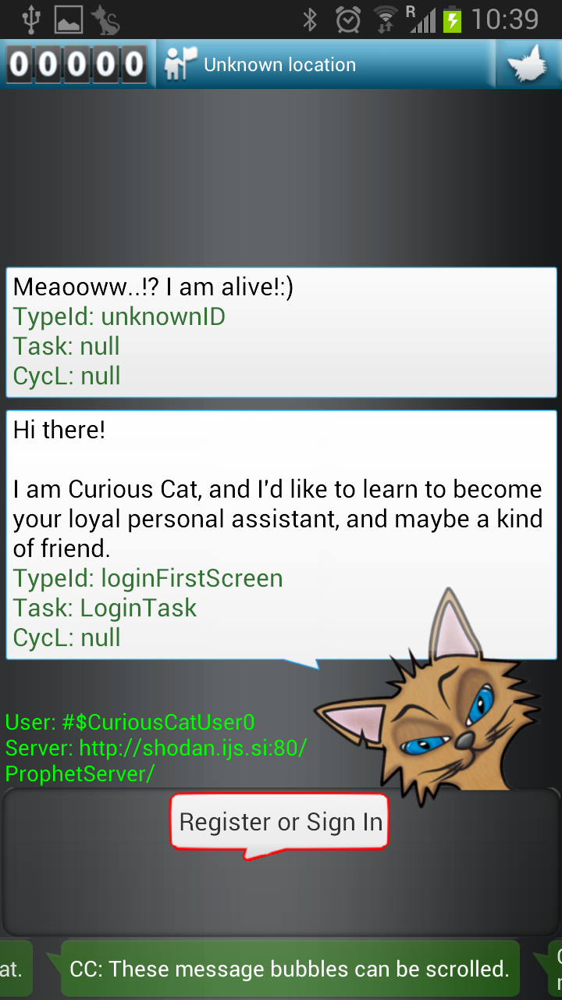 R 10:39
00000 Unknown location
Meaooww..!? I am alive!:)
TypeId: unknownID
Task: null
CycL: null
Hi there!
I am Curious Cat, and I'd like to learn to become
your loyal personal assistant, and maybe a kind
of friend.
TypeId: loginFirstScreen
Task: LoginTask
CycL: null
User: #$CuriousCatUser0
Server: http://shodan.ijs.si:80/
ProphetServer/
Register or Sign In
at. CC: These message bubbles can be scrolled.